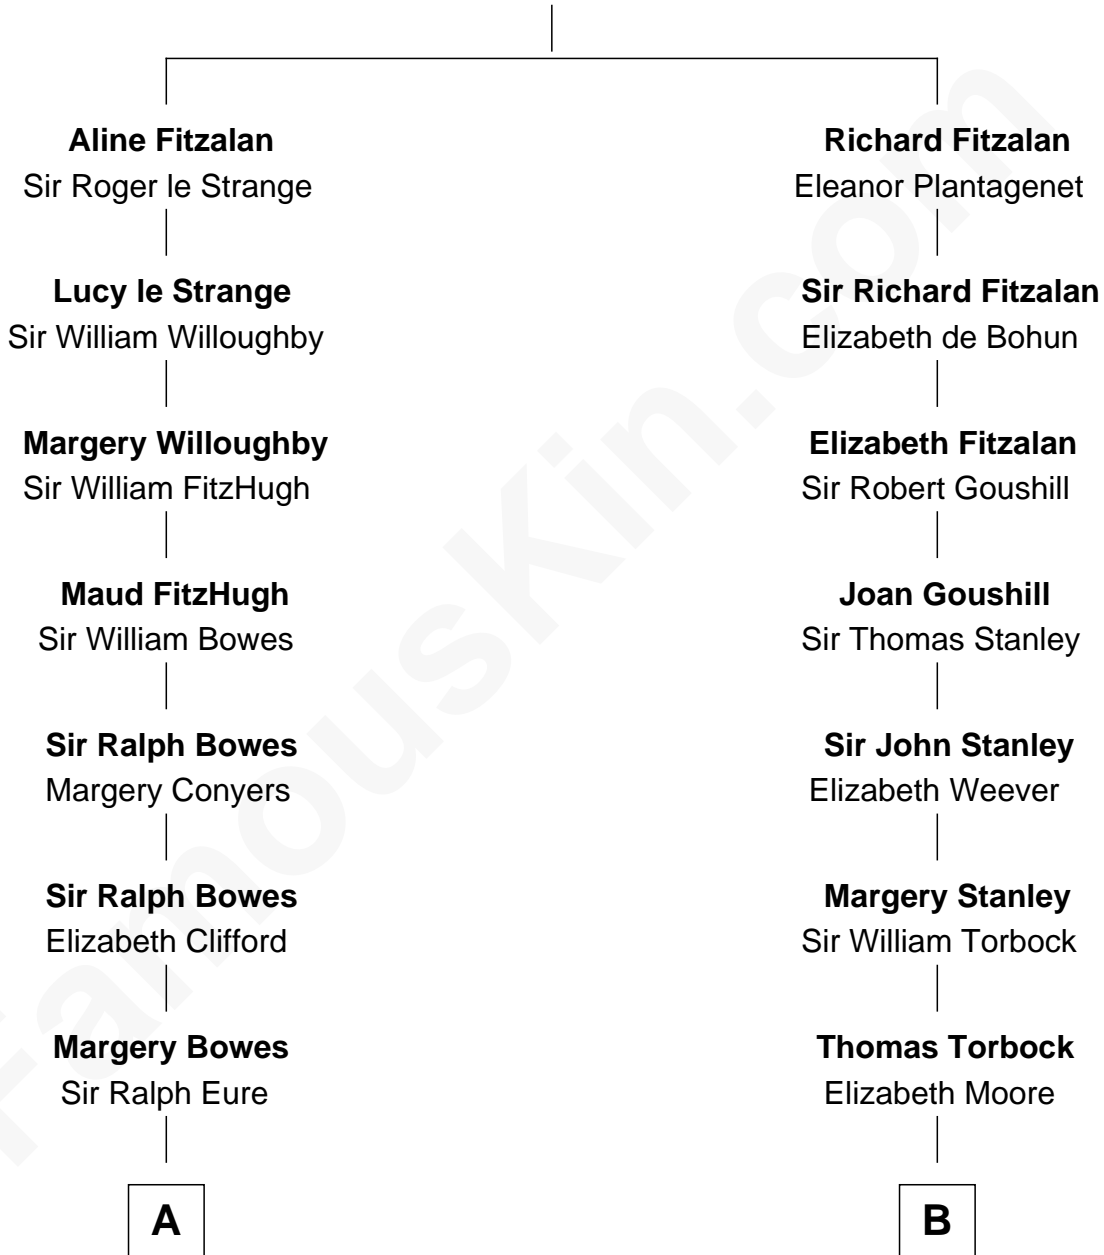 Aline Fitzalan
Sir Roger le Strange
Lucy le Strange
Sir William Willoughby
Margery Willoughby
Sir William FitzHugh
Maud FitzHugh
Sir William Bowes
Sir Ralph Bowes
Margery Conyers
Sir Ralph Bowes
Elizabeth Clifford
Margery Bowes
Sir Ralph Eure
A
Richard Fitzalan
Eleanor Plantagenet
Sir Richard Fitzalan
Elizabeth de Bohun
Elizabeth Fitzalan
Sir Robert Goushill
Joan Goushill
Sir Thomas Stanley
Sir John Stanley
Elizabeth Weever
Margery Stanley
Sir William Torbock
Thomas Torbock
Elizabeth Moore
B
FamousKin.com